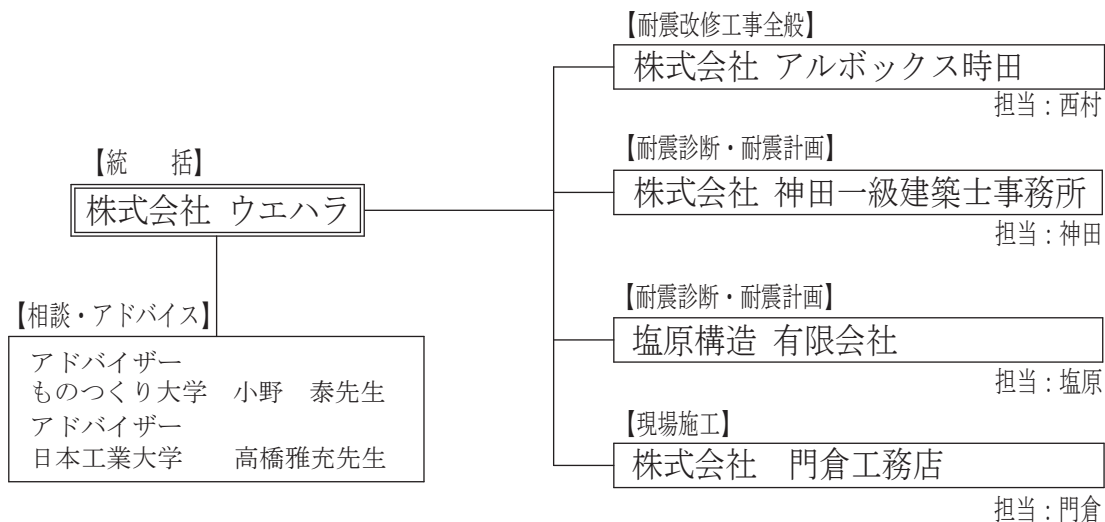 【統　括】
株式会社 ウエハラ
【相談・アドバイス】
アドバイザー
ものつくり大学　小野　泰先生
アドバイザー
日本工業大学　高橋雅充先生
【耐震改修工事全般】
株式会社 アルボックス時田
担当：西村
【耐震診断・耐震計画】
株式会社 神田一級建築士事務所
担当：神田
【耐震診断・耐震計画】
塩原構造 有限会社
担当：塩原
【現場施工】
株式会社　門倉工務店
担当：門倉